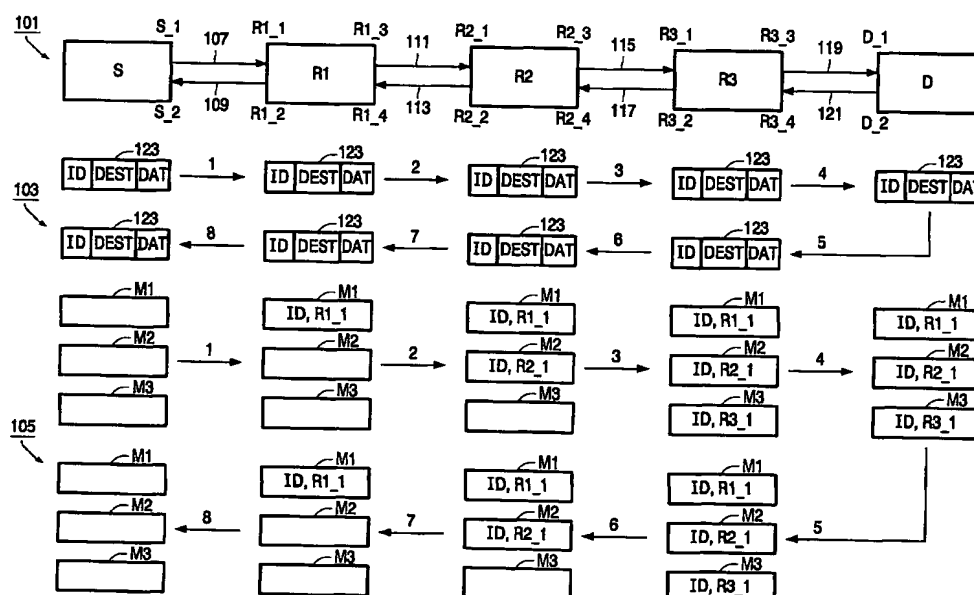 101
S_1 107 R1_1 R1_3 111 R2_1 R2_3 115 R3_1 R3_3 119 D_1
S R1 R2 R3 D
109 113 117 121
S_2 R1_2 R1_4 R2_2 R2_4 R3_2 R3_4 D_2
123 1 123 2 123 3 123 4 123
ID DEST DAT ID DEST DAT ID DEST DAT ID DEST DAT ID DEST DAT
103
123 8 123 7 123 6 123 5
ID DEST DAT ID DEST DAT ID DEST DAT ID DEST DAT
M1 M1 M1 M1 M1
ID, R1_1 ID, R1_1 ID, R1_1 ID, R1_1
M2 1 M2 2 M2 3 M2 4 M2
ID, R2_1 ID, R2_1 ID, R2_1
M3 M3 M3 M3 M3
ID, R3_1 ID, R3_1
105
M1 M1 M1 M1
ID, R1_1 ID, R1_1 ID, R1_1
M2 8 M2 7 M2 6 M2 5
ID, R2_1 ID, R2_1
M3 M3 M3 M3
ID, R3_1